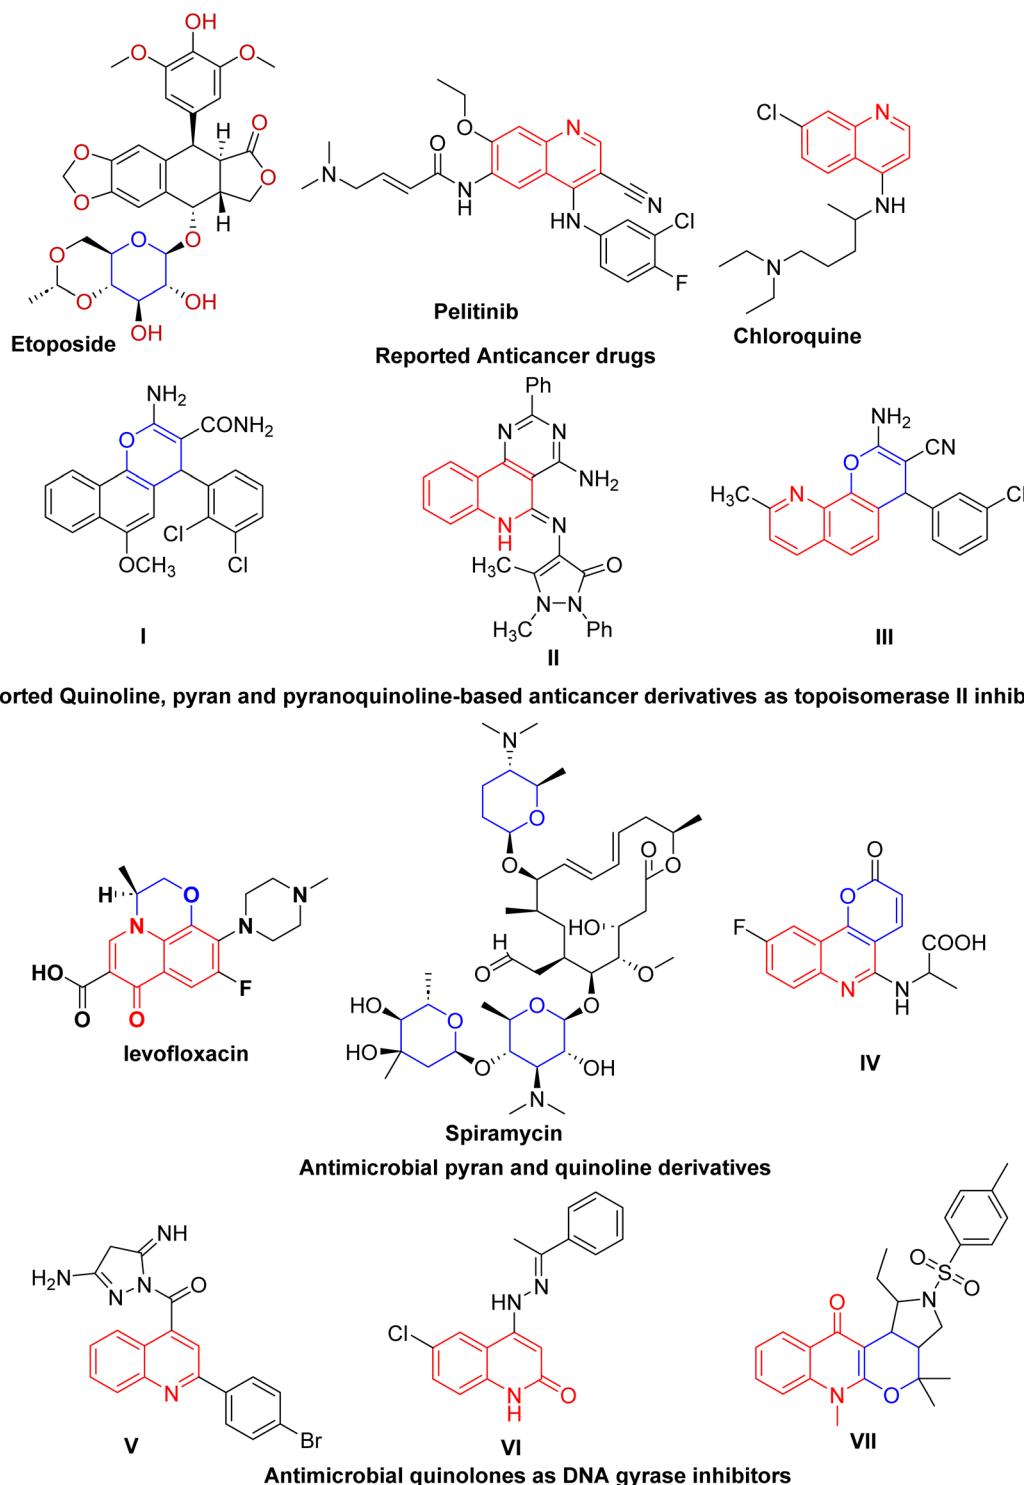 OH
O O
H O
O O
O
H
O O O
O OH
OH
Etoposide
O N
O
N N H
N
HN Cl
F
Pelitinib
Cl N
NH
N
Chloroquine
Reported Anticancer drugs
NH2
O CONH2
Cl
OCH3 Cl
I
Ph
N N
NH2
N H N
H3C O
N N
H3C Ph
II
NH2
O CN
H3C N Cl
III
orted Quinoline, pyran and pyranoquinoline-based anticancer derivatives as topoisomerase II inhib
H O
N N N
HO
O O F
levofloxacin
N
O
O O
O
HO
H
O O
O
HO O O
HO O OH
N
Spiramycin
O
O
F COOH
N N H
IV
Antimicrobial pyran and quinoline derivatives
NH
H2N N N O
N
Br
V
N
HN
Cl
N H O
VI
O S O
N
O
N O
VII
Antimicrobial quinolones as DNA gyrase inhibitors